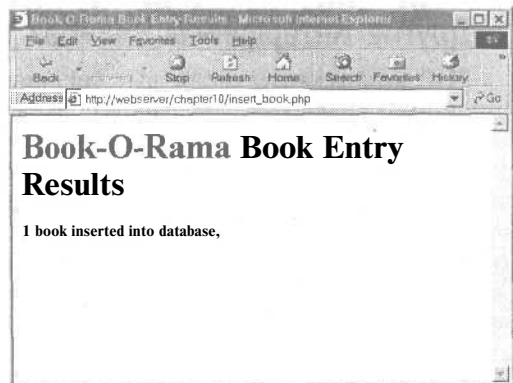 Book-O-Rama Book Entry Results - Microsoft Internet Explorer
File Edit View Favorites Tools Help
Back Stop Refresh Home Search Favorites History
Address http://webserver/chapter10/insert_book.php Go
Book-O-Rama Book Entry
Results
1 book inserted into database,